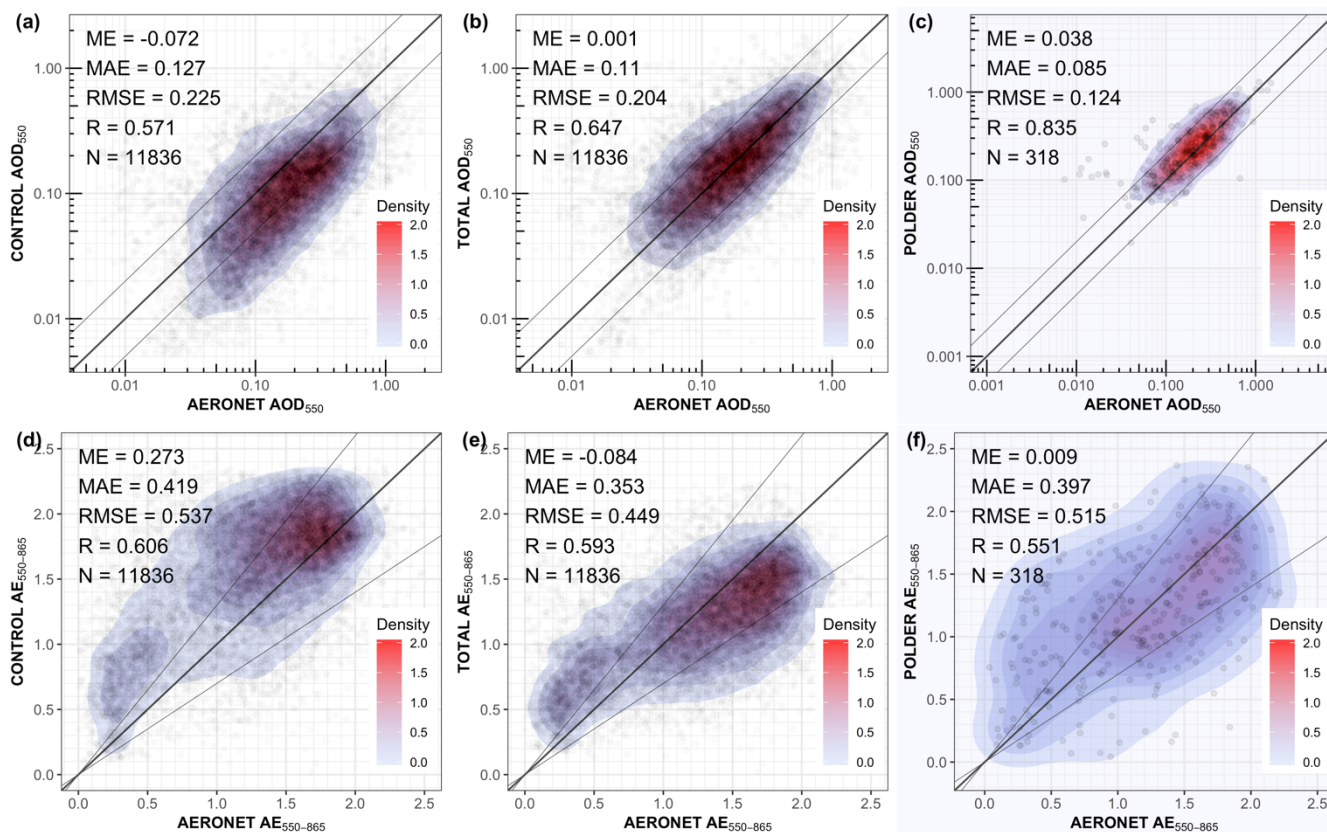 (a)
ME = -0.072
MAE = 0.127
RMSE = 0.225
R = 0.571
N = 11836
1.00
0.10
0.01
CONTROL AOD550
Density
2.0
1.5
1.0
0.5
0.0
0.01
0.10
1.00
AERONET AOD550
(b)
ME = 0.001
MAE = 0.11
RMSE = 0.204
R = 0.647
N = 11836
1.00
0.10
0.01
TOTAL AOD550
Density
2.0
1.5
1.0
0.5
0.0
0.01
0.10
1.00
AERONET AOD550
(c)
ME = 0.038
MAE = 0.085
RMSE = 0.124
R = 0.835
N = 318
1.000
0.100
0.010
0.001
POLDER AOD550
Density
2.0
1.5
1.0
0.5
0.0
0.001
0.010
0.100
1.000
AERONET AOD550
(d)
ME = 0.273
MAE = 0.419
RMSE = 0.537
R = 0.606
N = 11836
2.5
2.0
1.5
1.0
0.5
0.0
CONTROL AE550−865
Density
2.0
1.5
1.0
0.5
0.0
0.0
0.5
1.0
1.5
2.0
2.5
AERONET AE550−865
(e)
ME = -0.084
MAE = 0.353
RMSE = 0.449
R = 0.593
N = 11836
2.5
2.0
1.5
1.0
0.5
0.0
TOTAL AE550−865
Density
2.0
1.5
1.0
0.5
0.0
0.0
0.5
1.0
1.5
2.0
2.5
AERONET AE550−865
(f)
ME = 0.009
MAE = 0.397
RMSE = 0.515
R = 0.551
N = 318
2.5
2.0
1.5
1.0
0.5
0.0
POLDER AE550−865
Density
2.0
1.5
1.0
0.5
0.0
0.0
0.5
1.0
1.5
2.0
2.5
AERONET AE550−865